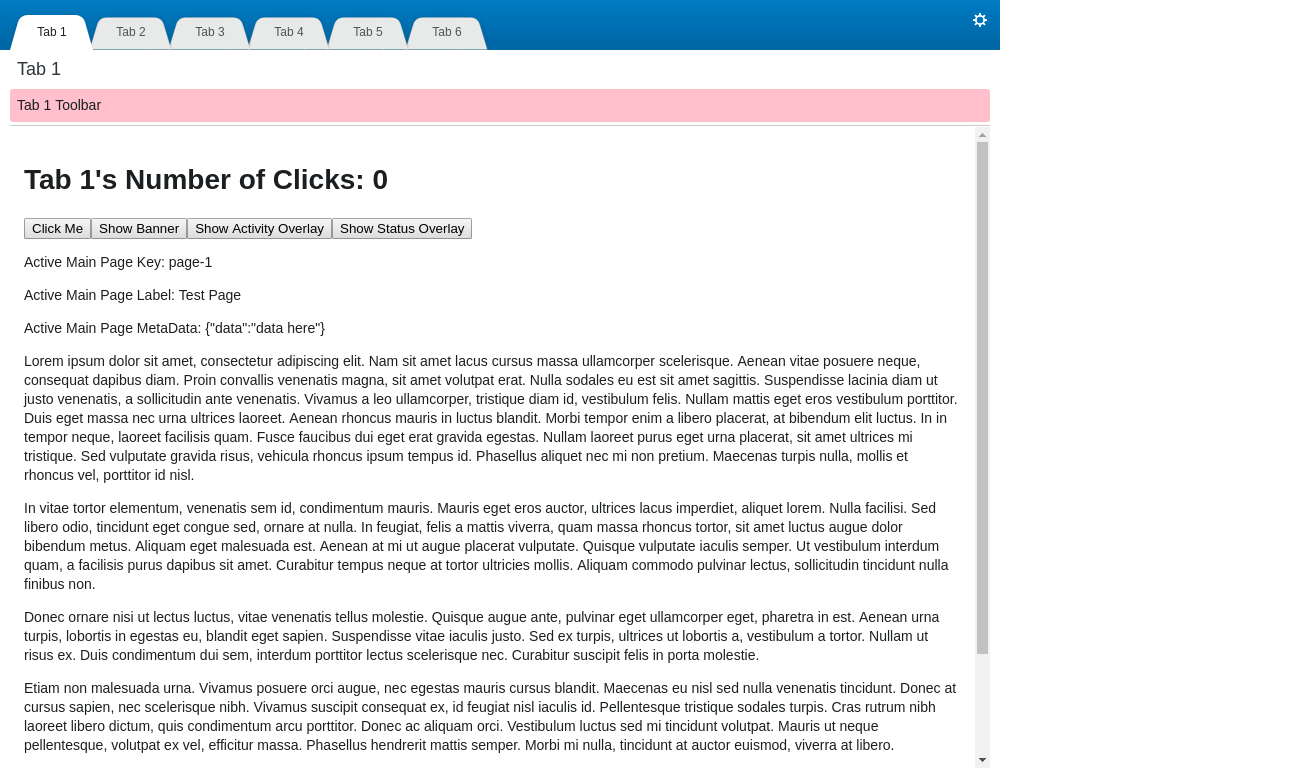 Tab 1 Tab 2 Tab 3 Tab 4 Tab 5 Tab 6
Tab 1
Tab 1 Toolbar
Tab 1's Number of Clicks: 0
Click Me Show Banner Show Activity Overlay Show Status Overlay
Active Main Page Key: page-1
Active Main Page Label: Test Page
Active Main Page MetaData: {"data":"data here"}
Lorem ipsum dolor sit amet, consectetur adipiscing elit. Nam sit amet lacus cursus massa ullamcorper scelerisque. Aenean vitae posuere neque,
consequat dapibus diam. Proin convallis venenatis magna, sit amet volutpat erat. Nulla sodales eu est sit amet sagittis. Suspendisse lacinia diam ut
justo venenatis, a sollicitudin ante venenatis. Vivamus a leo ullamcorper, tristique diam id, vestibulum felis. Nullam mattis eget eros vestibulum porttitor.
Duis eget massa nec urna ultrices laoreet. Aenean rhoncus mauris in luctus blandit. Morbi tempor enim a libero placerat, at bibendum elit luctus. In in
tempor neque, laoreet facilisis quam. Fusce faucibus dui eget erat gravida egestas. Nullam laoreet purus eget urna placerat, sit amet ultrices mi
tristique. Sed vulputate gravida risus, vehicula rhoncus ipsum tempus id. Phasellus aliquet nec mi non pretium. Maecenas turpis nulla, mollis et
rhoncus vel, porttitor id nisl.
In vitae tortor elementum, venenatis sem id, condimentum mauris. Mauris eget eros auctor, ultrices lacus imperdiet, aliquet lorem. Nulla facilisi. Sed
libero odio, tincidunt eget congue sed, ornare at nulla. In feugiat, felis a mattis viverra, quam massa rhoncus tortor, sit amet luctus augue dolor
bibendum metus. Aliquam eget malesuada est. Aenean at mi ut augue placerat vulputate. Quisque vulputate iaculis semper. Ut vestibulum interdum
quam, a facilisis purus dapibus sit amet. Curabitur tempus neque at tortor ultricies mollis. Aliquam commodo pulvinar lectus, sollicitudin tincidunt nulla
finibus non.
Donec ornare nisi ut lectus luctus, vitae venenatis tellus molestie. Quisque augue ante, pulvinar eget ullamcorper eget, pharetra in est. Aenean urna
turpis, lobortis in egestas eu, blandit eget sapien. Suspendisse vitae iaculis justo. Sed ex turpis, ultrices ut lobortis a, vestibulum a tortor. Nullam ut
risus ex. Duis condimentum dui sem, interdum porttitor lectus scelerisque nec. Curabitur suscipit felis in porta molestie.
Etiam non malesuada urna. Vivamus posuere orci augue, nec egestas mauris cursus blandit. Maecenas eu nisl sed nulla venenatis tincidunt. Donec at
cursus sapien, nec scelerisque nibh. Vivamus suscipit consequat ex, id feugiat nisl iaculis id. Pellentesque tristique sodales turpis. Cras rutrum nibh
laoreet libero dictum, quis condimentum arcu porttitor. Donec ac aliquam orci. Vestibulum luctus sed mi tincidunt volutpat. Mauris ut neque
pellentesque, volutpat ex vel, efficitur massa. Phasellus hendrerit mattis semper. Morbi mi nulla, tincidunt at auctor euismod, viverra at libero.